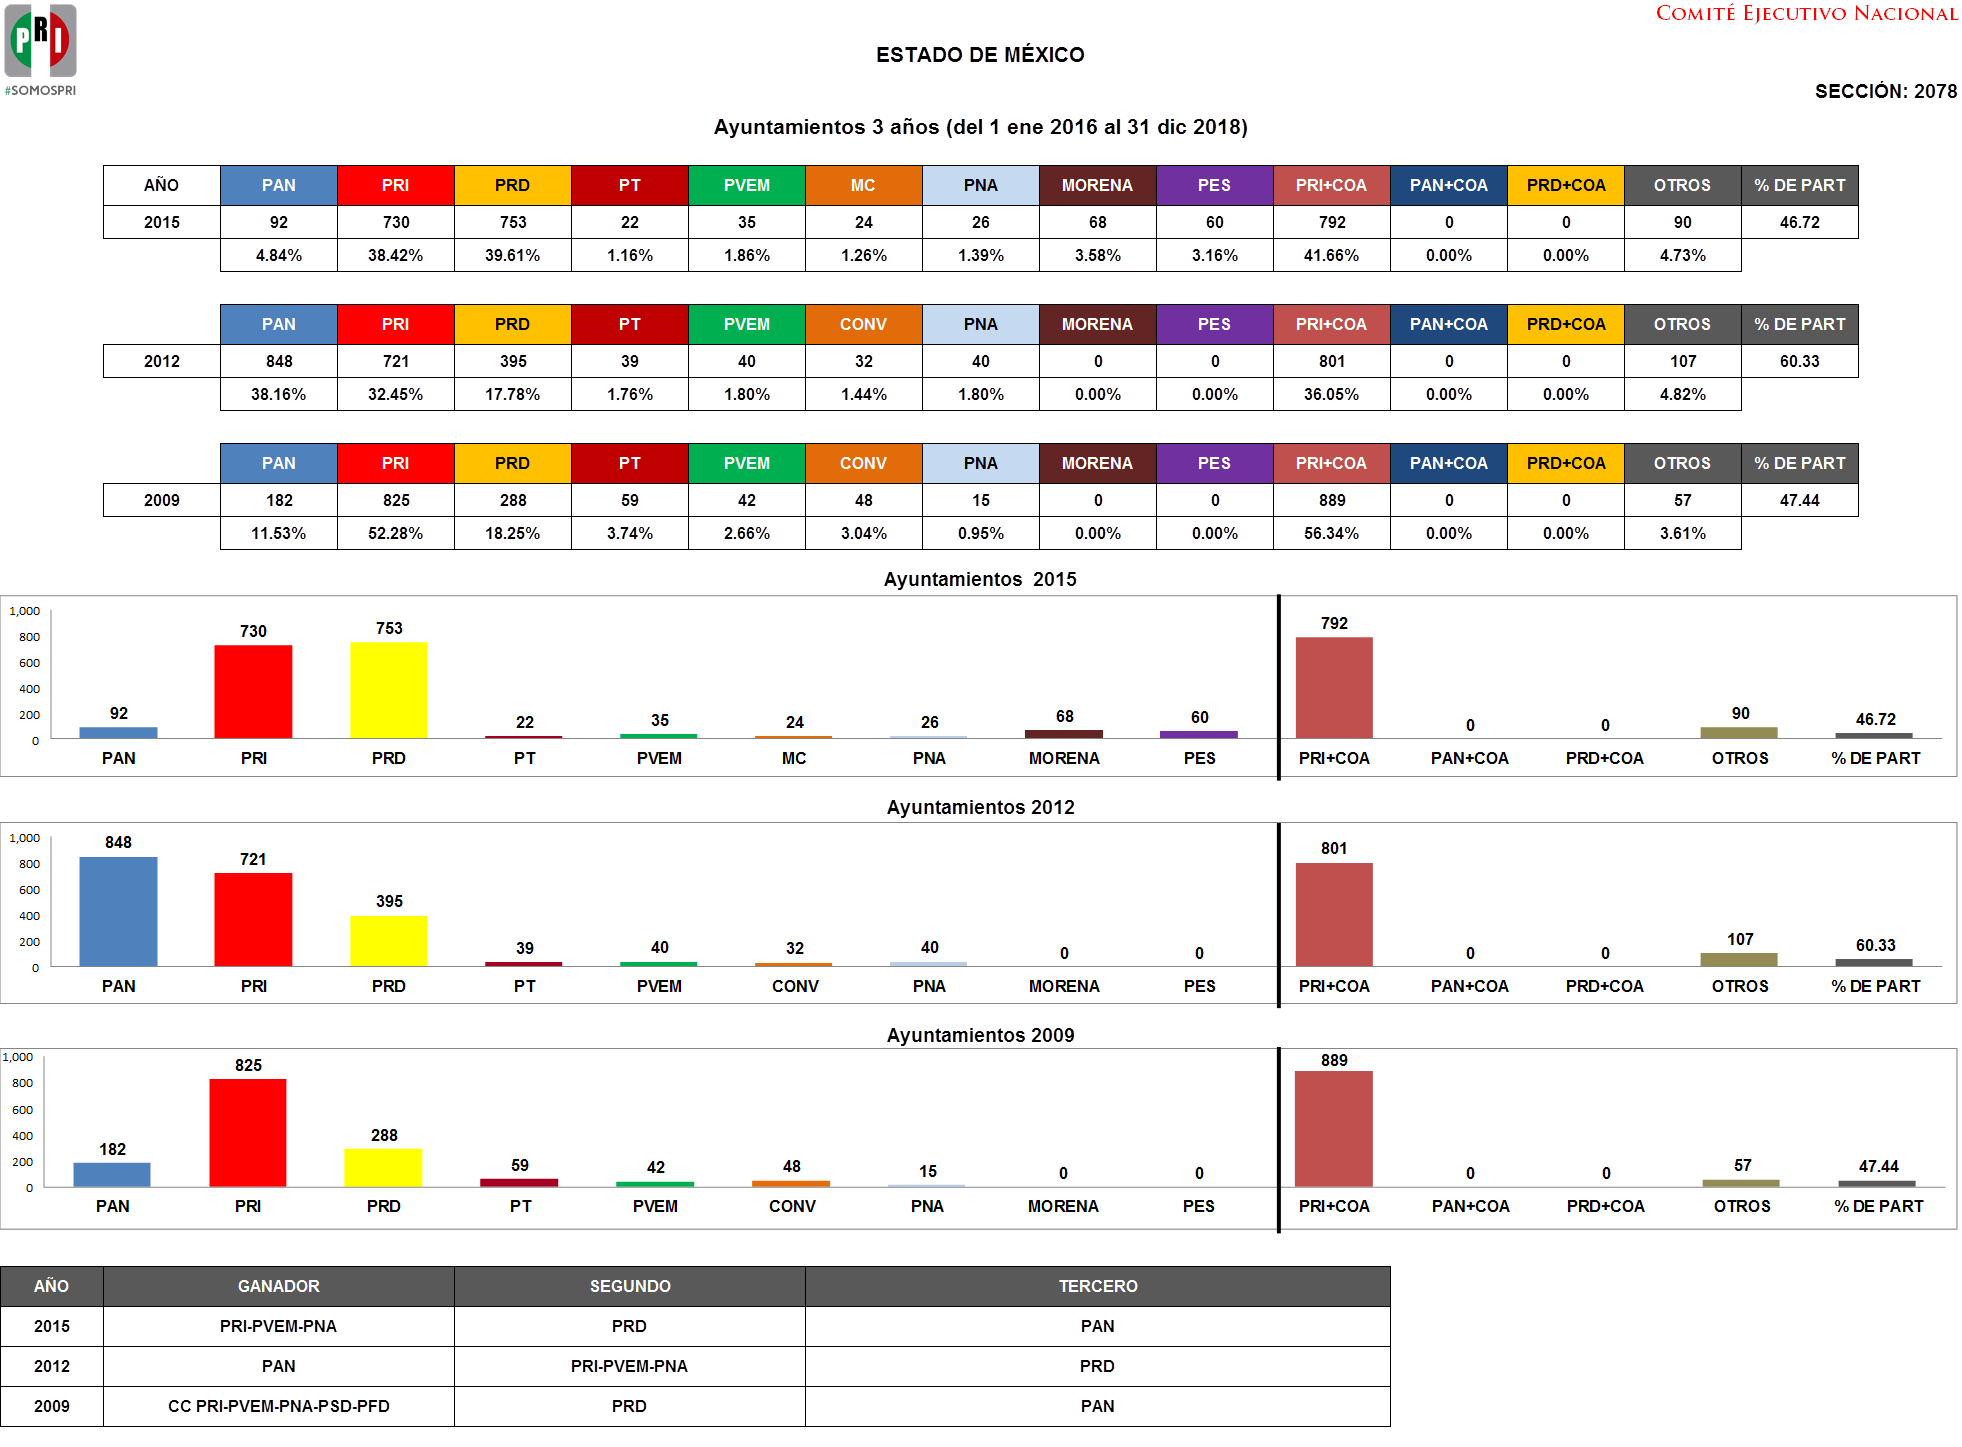 PRI
#SOMOSPRI
COMITÉ EJECUTIVO NACIONAL
ESTADO DE MÉXICO
SECCIÓN: 2078
Ayuntamientos 3 años (del 1 ene 2016 al 31 dic 2018)
AÑO PAN PRI PRD PT PVEM MC PNA MORENA PES PRI+COA PAN+COA PRD+COA OTROS % DE PART
2015 92 730 753 22 35 24 26 68 60 792 0 0 90 46.72
4.84% 38.42% 39.61% 1.16% 1.86% 1.26% 1.39% 3.58% 3.16% 41.66% 0.00% 0.00% 4.73%
PAN PRI PRD PT PVEM CONV PNA MORENA PES PRI+COA PAN+COA PRD+COA OTROS % DE PART
2012 848 721 395 39 40 32 40 0 0 801 0 0 107 60.33
38.16% 32.45% 17.78% 1.76% 1.80% 1.44% 1.80% 0.00% 0.00% 36.05% 0.00% 0.00% 4.82%
PAN PRI PRD PT PVEM CONV PNA MORENA PES PRI+COA PAN+COA PRD+COA OTROS % DE PART
2009 182 825 288 59 42 48 15 0 0 889 0 0 57 47.44
11.53% 52.28% 18.25% 3.74% 2.66% 3.04% 0.95% 0.00% 0.00% 56.34% 0.00% 0.00% 3.61%
Ayuntamientos 2015
1,000
800
600
400
200
0
92 730 753 22 35 24 26 68 60 792 0 0 90 46.72
PAN PRI PRD PT PVEM MC PNA MORENA PES PRI+COA PAN+COA PRD+COA OTROS % DE PART
Ayuntamientos 2012
1,000
800
600
400
200
0
848 721 395 39 40 32 40 0 0 801 0 0 107 60.33
PAN PRI PRD PT PVEM CONV PNA MORENA PES PRI+COA PAN+COA PRD+COA OTROS % DE PART
Ayuntamientos 2009
1,000
800
600
400
200
0
182 825 288 59 42 48 15 0 0 889 0 0 57 47.44
PAN PRI PRD PT PVEM CONV PNA MORENA PES PRI+COA PAN+COA PRD+COA OTROS % DE PART
AÑO GANADOR SEGUNDO TERCERO
2015 PRI-PVEM-PNA PRD PAN
2012 PAN PRI-PVEM-PNA PRD
2009 CC PRI-PVEM-PNA-PSD-PFD PRD PAN